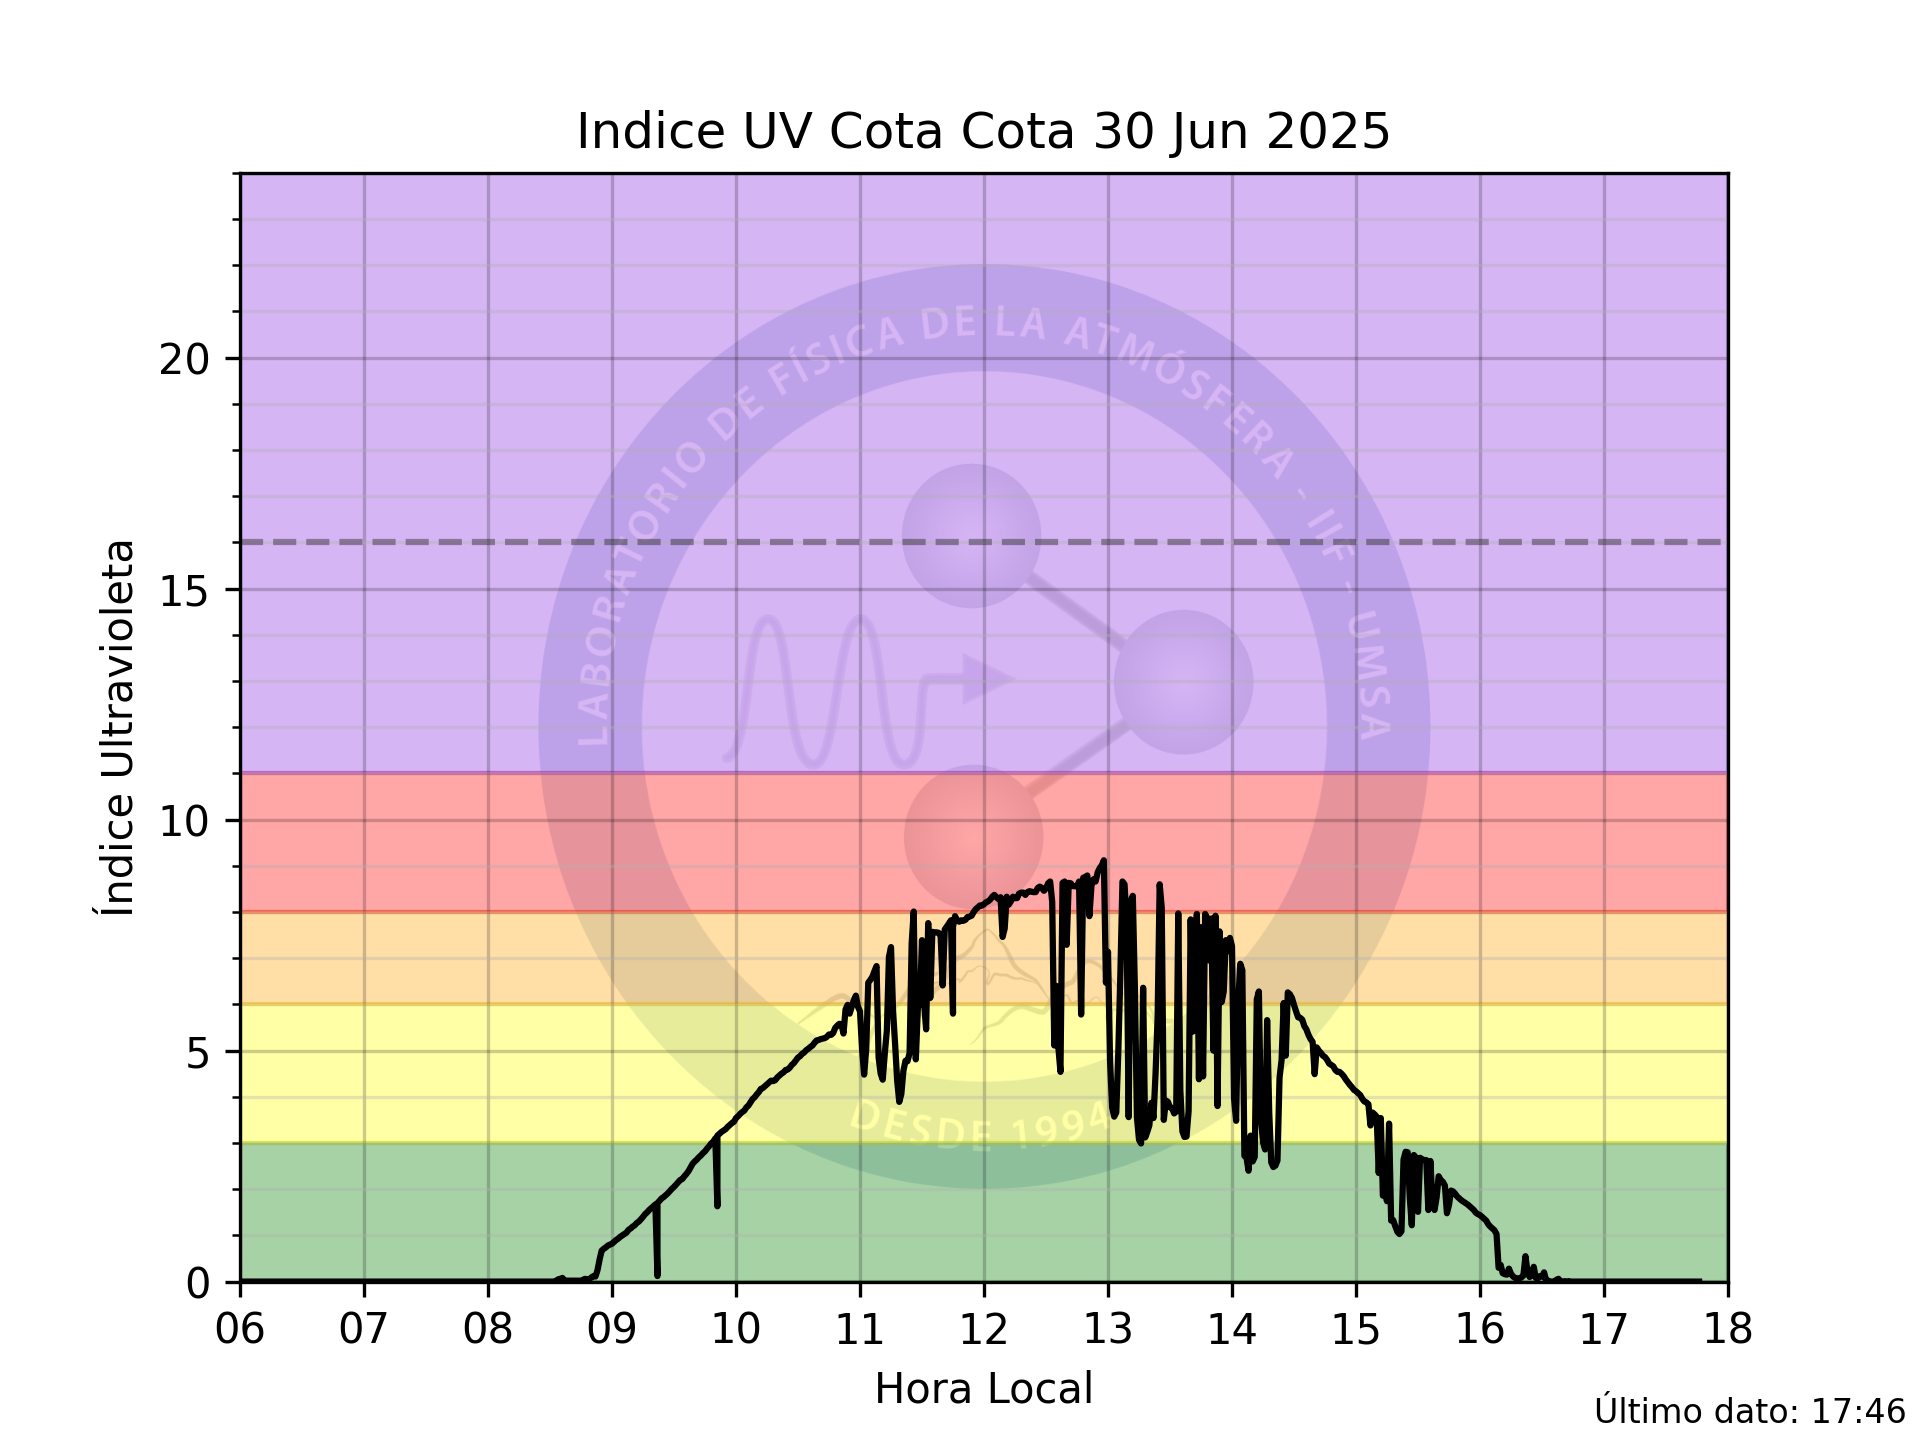 Indice UV Cota Cota 30 Jun 2025
Índice Ultravioleta
20
15
10
5
0
LABORATORIO DE FÍSICA DE LA ATMÓSFERA - IIF - UMSA
DESDE 1994
06 07 08 09 10 11 12 13 14 15 16 17 18
Hora Local
Último dato: 17:46